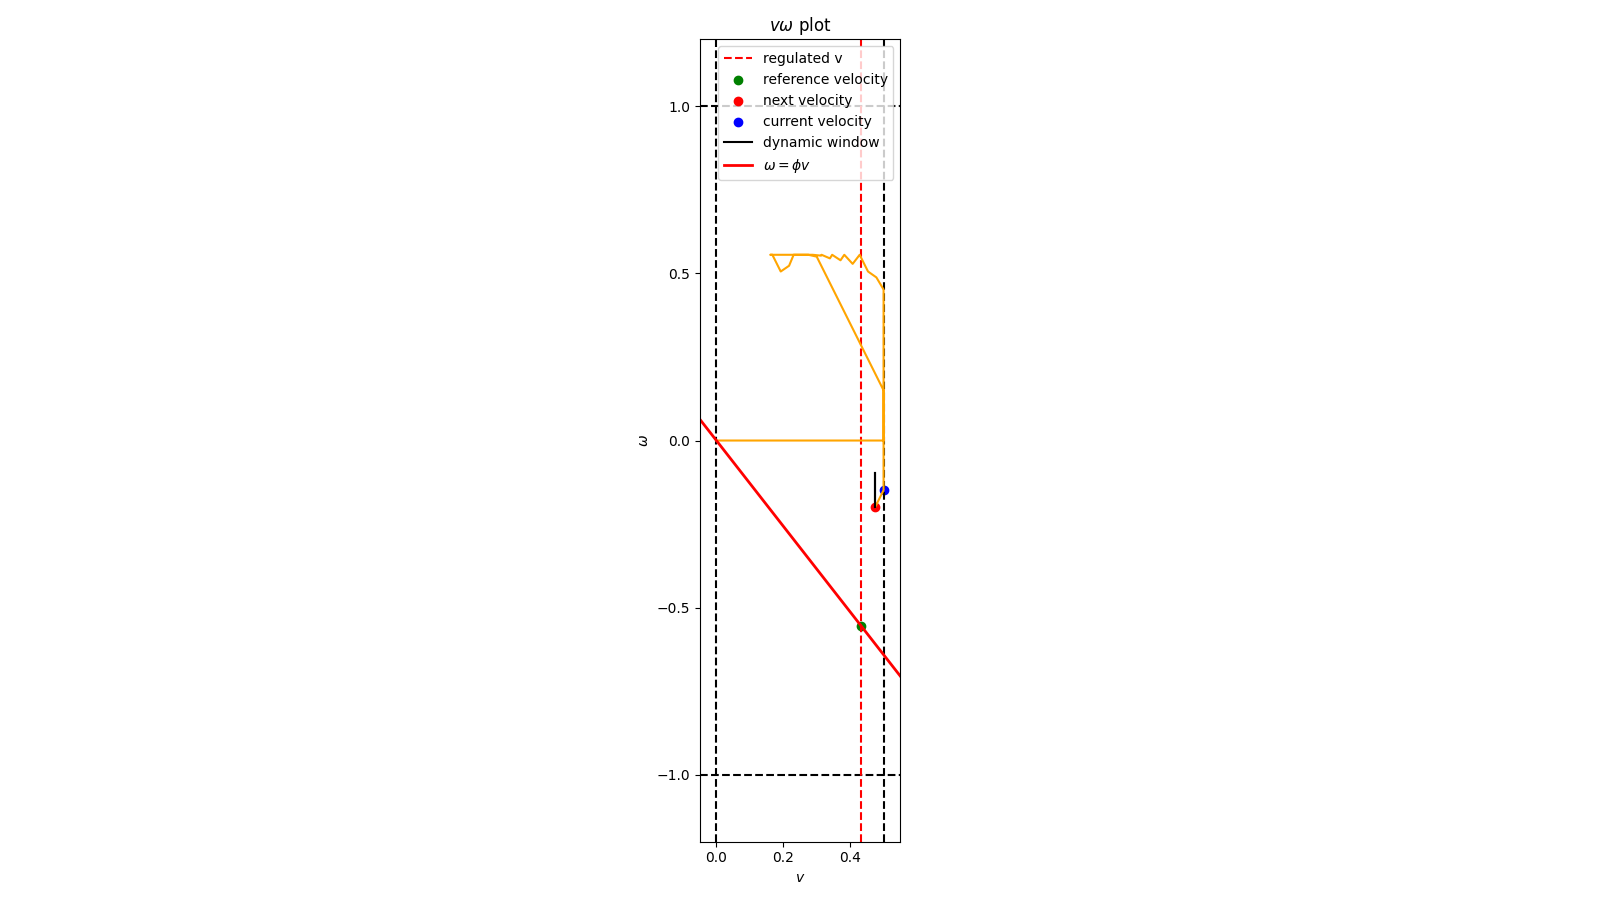 vω plot
regulated v
reference velocity
next velocity
current velocity
dynamic window
ω = ϕv
1.0
0.5
0.0
−0.5
−1.0
ω
0.0 0.2 0.4
v